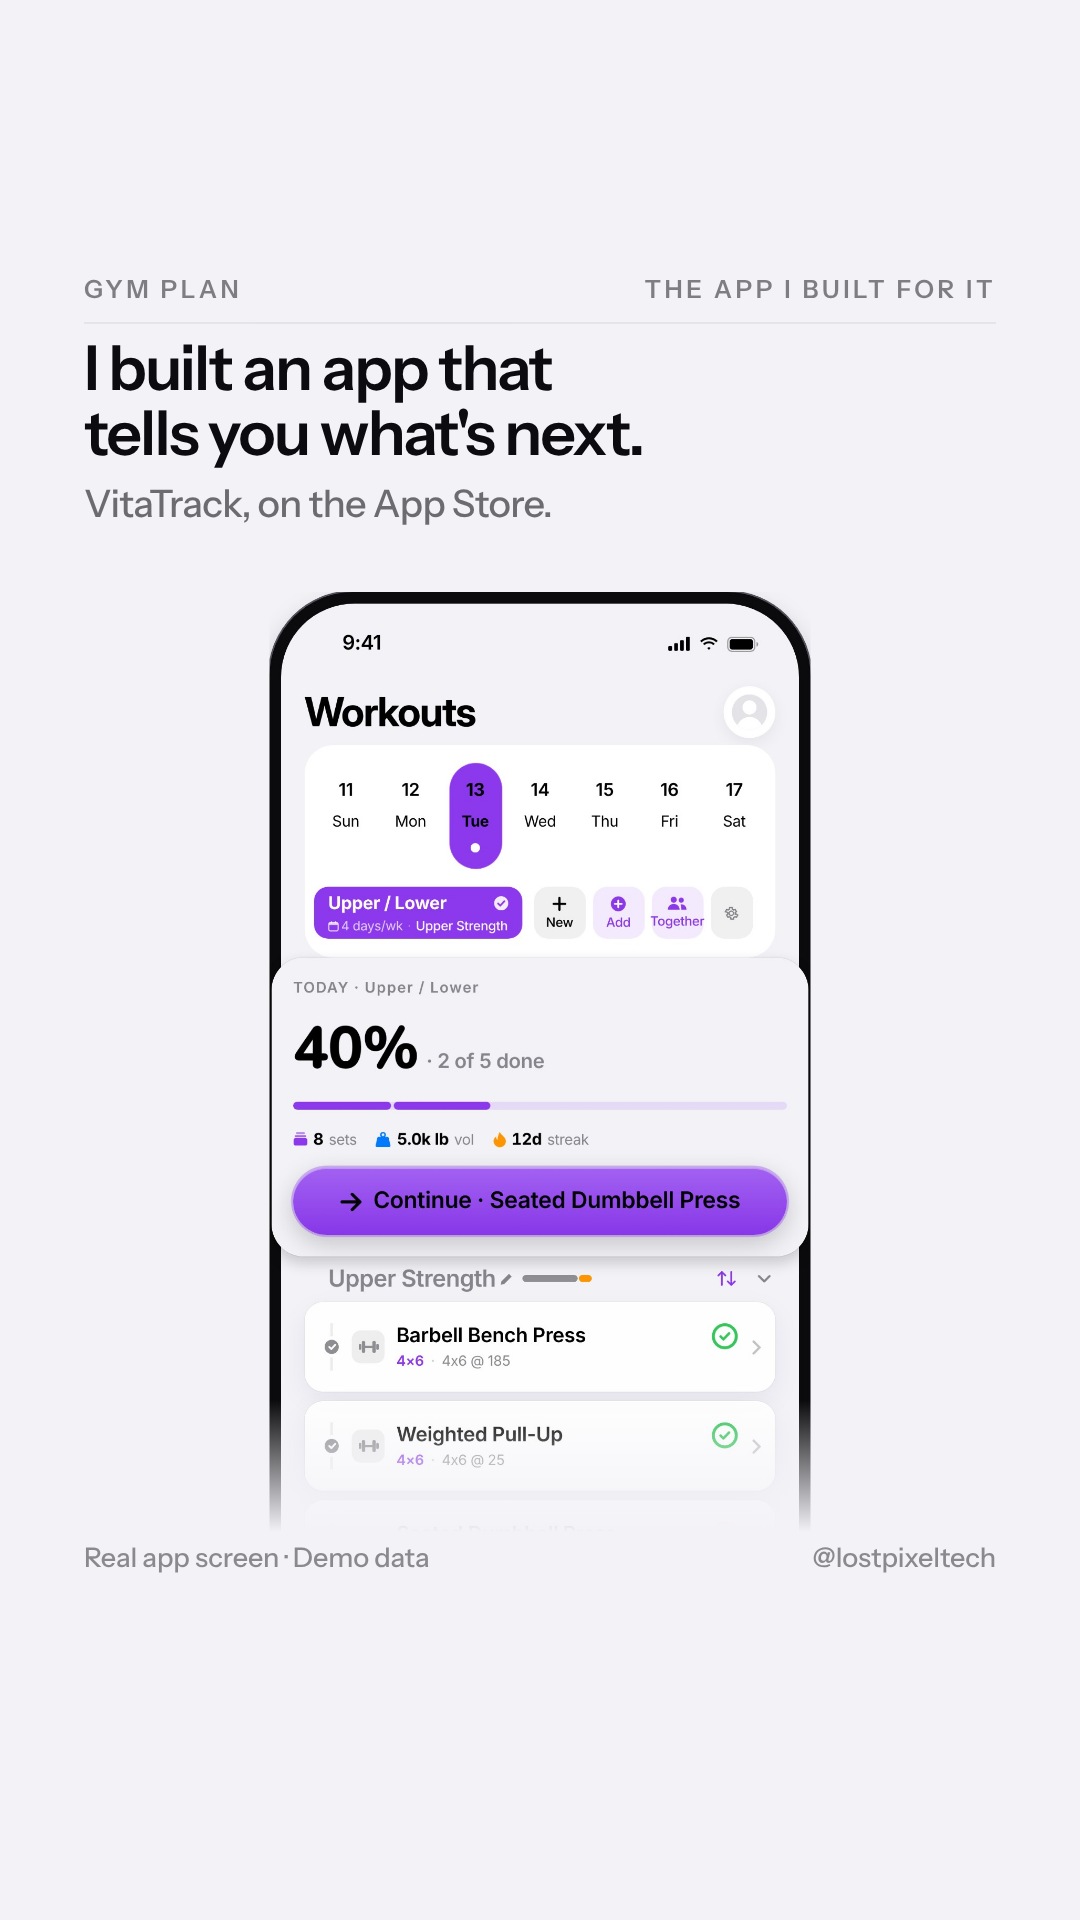 GYM PLAN
THE APP I BUILT FOR IT
I built an app that
tells you what's next.
VitaTrack, on the App Store.
9:41
Workouts
11 12 13 14 15 16 17
Sun Mon Tue Wed Thu Fri Sat
Upper / Lower
4 days/wk · Upper Strength
New
Add
Together
TODAY · Upper / Lower
40% · 2 of 5 done
8 sets 5.0k lb vol 12d streak
→ Continue · Seated Dumbbell Press
Upper Strength
Barbell Bench Press
4×6 · 4x6 @ 185
Weighted Pull-Up
4×6 · 4x6 @ 25
Real app screen · Demo data
@lostpixeltech